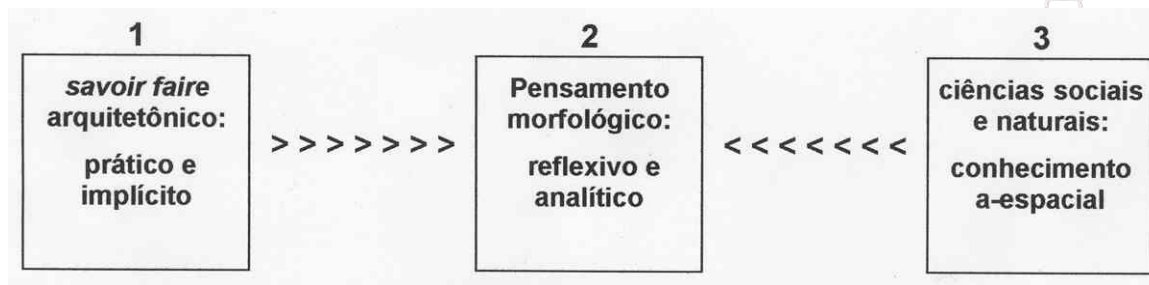 1
savoir faire
arquitetônico:
prático e
implícito
> > > > > > >
2
Pensamento
morfológico:
reflexivo e
analítico
< < < < < < <
3
ciências sociais
e naturais:
conhecimento
a-espacial